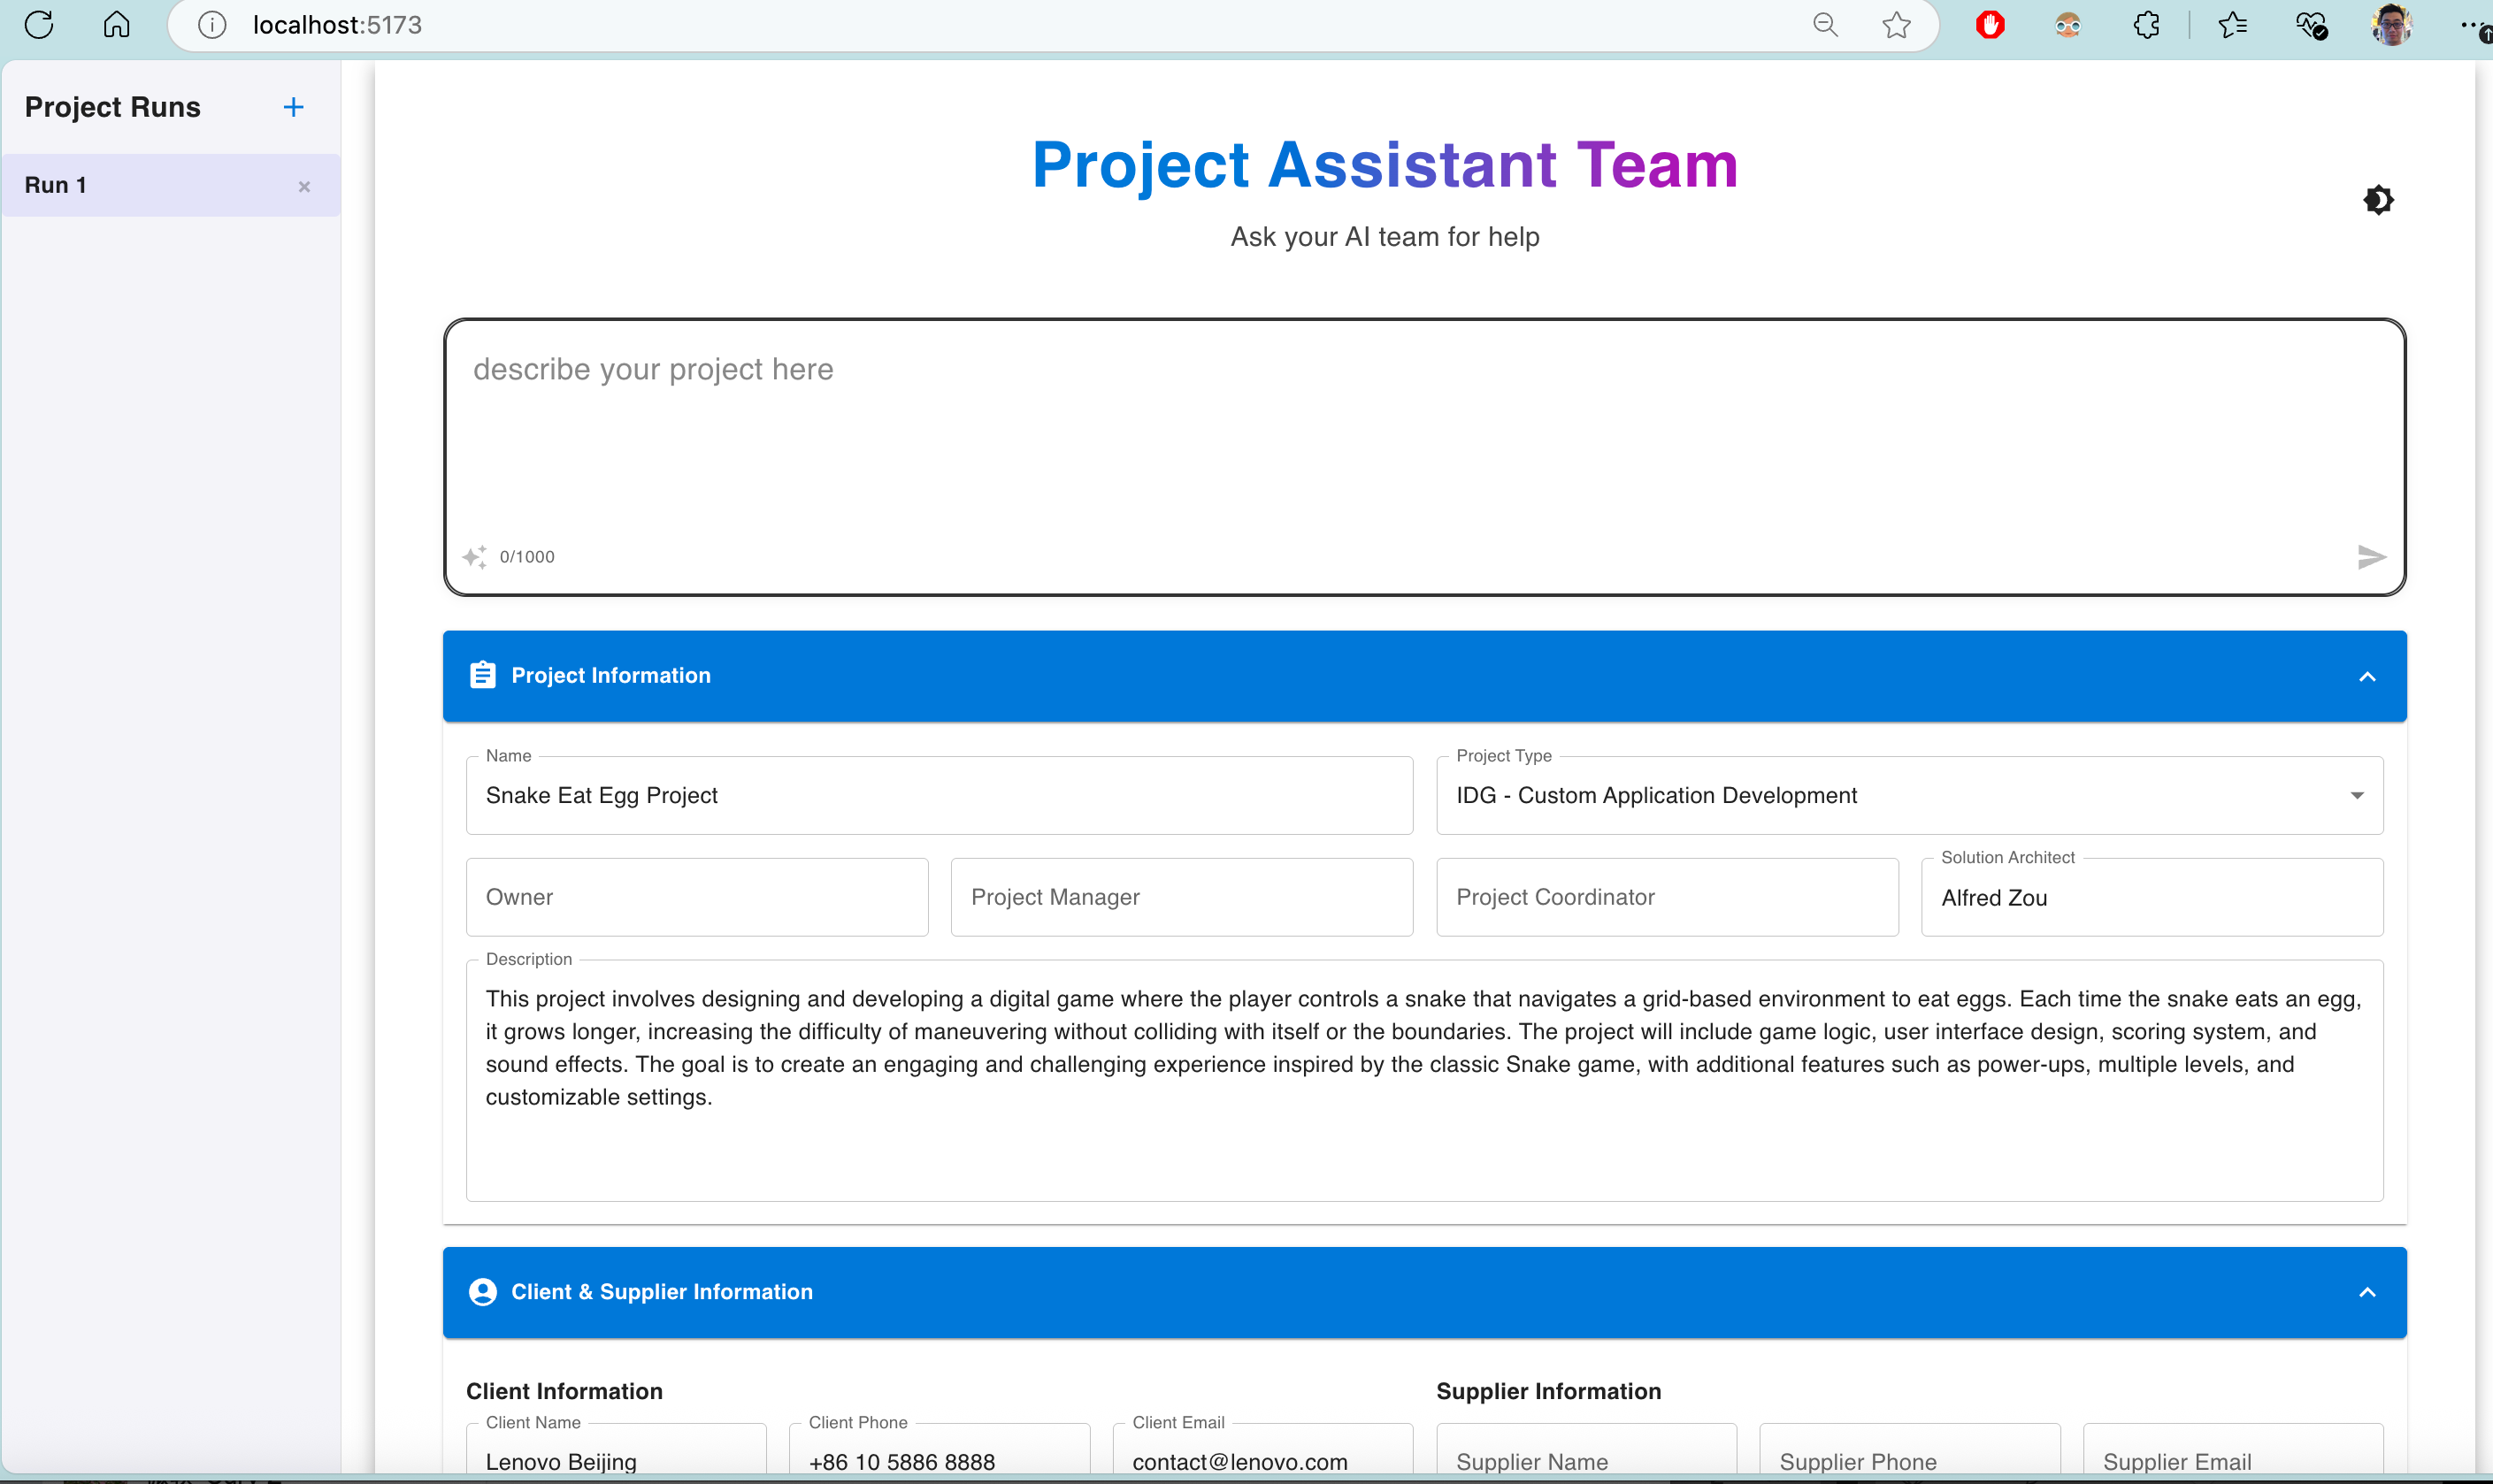 localhost:5173
Project Runs
Run 1
Project Assistant Team
Ask your AI team for help
describe your project here
0/1000
Project Information
Name
Project Type
Snake Eat Egg Project
IDG - Custom Application Development
Solution Architect
Owner
Project Manager
Project Coordinator
Alfred Zou
Description
This project involves designing and developing a digital game where the player controls a snake that navigates a grid-based environment to eat eggs. Each time the snake eats an egg,
it grows longer, increasing the difficulty of maneuvering without colliding with itself or the boundaries. The project will include game logic, user interface design, scoring system, and
sound effects. The goal is to create an engaging and challenging experience inspired by the classic Snake game, with additional features such as power-ups, multiple levels, and
customizable settings.
Client & Supplier Information
Client Information
Supplier Information
Client Name
Client Phone
Client Email
Lenovo Beijing
+86 10 5886 8888
contact@lenovo.com
Supplier Name
Supplier Phone
Supplier Email